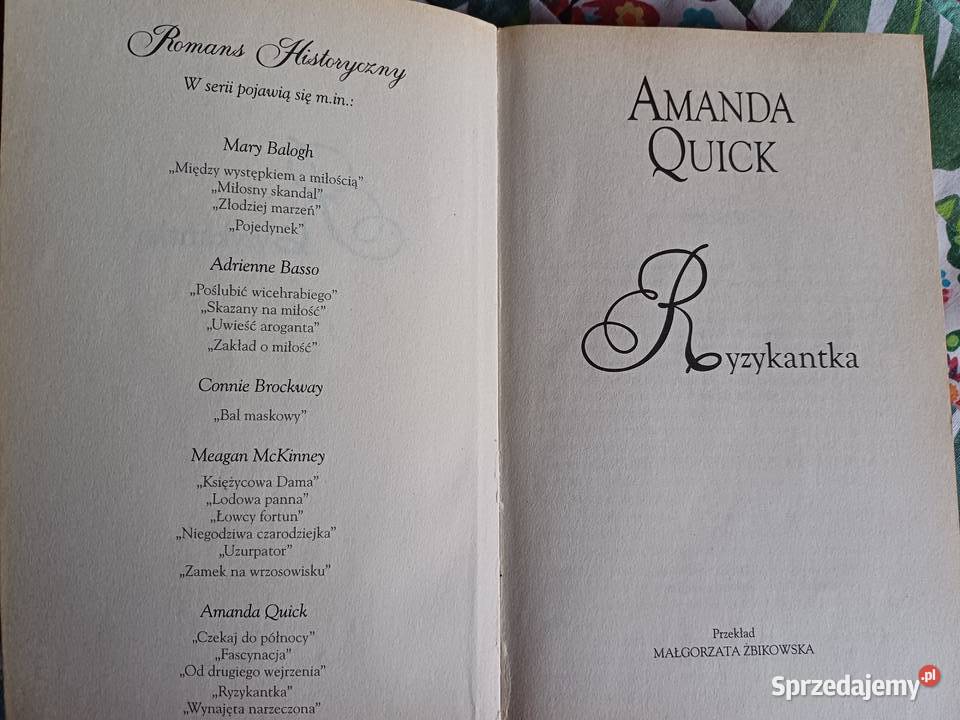 Romans Historyczny
W serii pojawią się m.in.:
Mary Balogh
„Między występkiem a miłością”
„Miłosny skandal”
„Złodziej marzeń”
„Pojedynek”
Adrienne Basso
„Poślubić wicehrabiego”
„Skazany na miłość”
„Uwieść aroganta”
„Zakład o miłość”
Connie Brockway
„Bal maskowy”
Meagan McKinney
„Księżycowa Dama”
„Lodowa panna”
„Łowcy fortun”
„Niegodziwa czarodziejka”
„Uzurpator”
„Zamek na wrzosowisku”
Amanda Quick
„Czekaj do północy”
„Fascynacja”
„Od drugiego wejrzenia”
„Ryzykantka”
„Wynajęta narzeczona”
AMANDA
QUICK
Ryzykantka
Przekład
MAŁGORZATA ŻBIKOWSKA
Sprzedajemy.pl